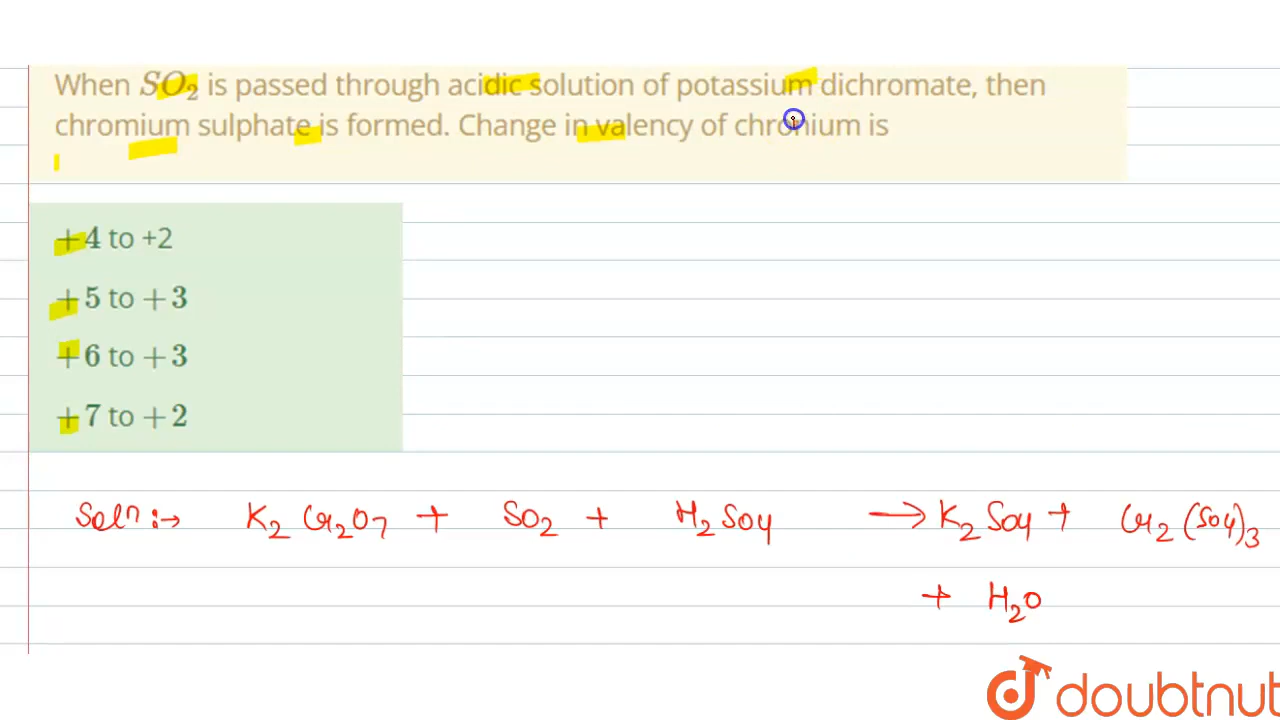 When SO₂ is passed through acidic solution of potassium dichromate, then
chromium sulphate is formed. Change in valency of chronium is
+4 to +2
+5 to +3
+6 to +3
+7 to +2
Soln :→ K₂Cr₂O₇ + SO₂ + H₂SO₄ → K₂SO₄ + Cr₂(SO₄)₃
+ H₂O
doubtnut